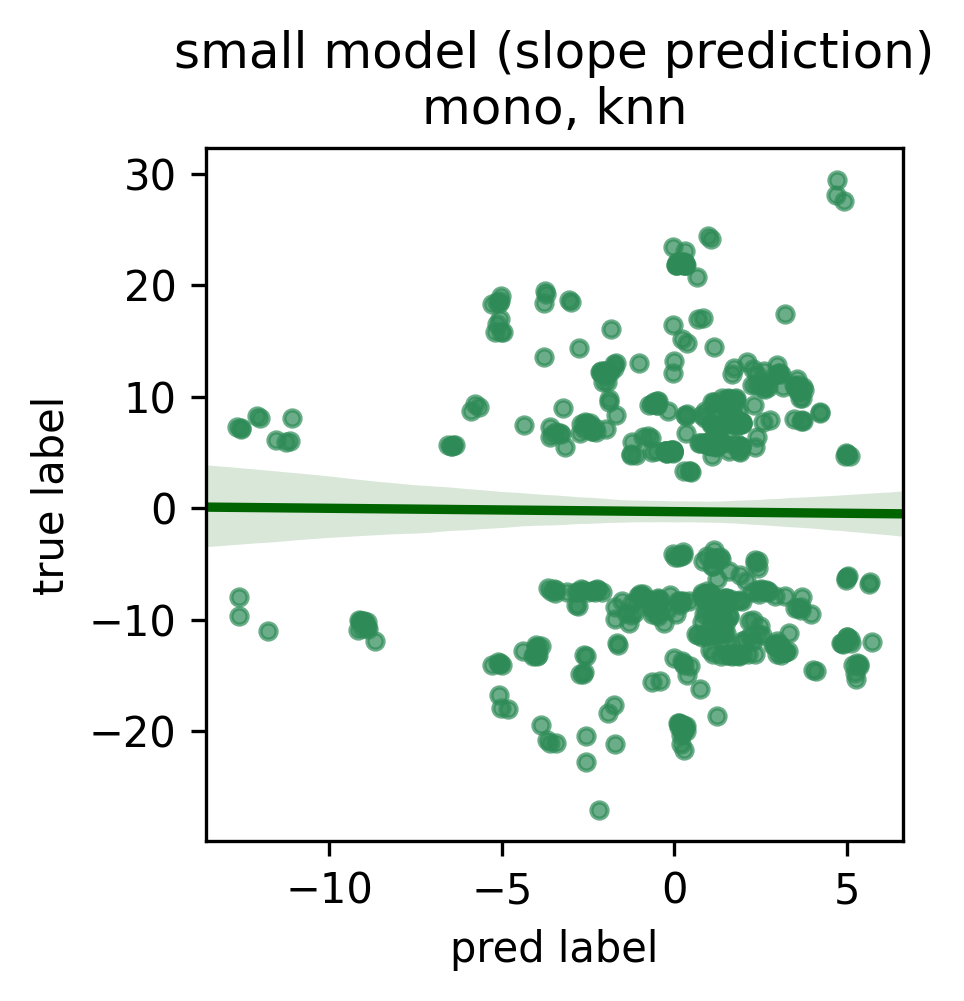 small model (slope prediction)
mono, knn
30
20
10
0
−10
−20
true label
−10
−5
0
5
pred label